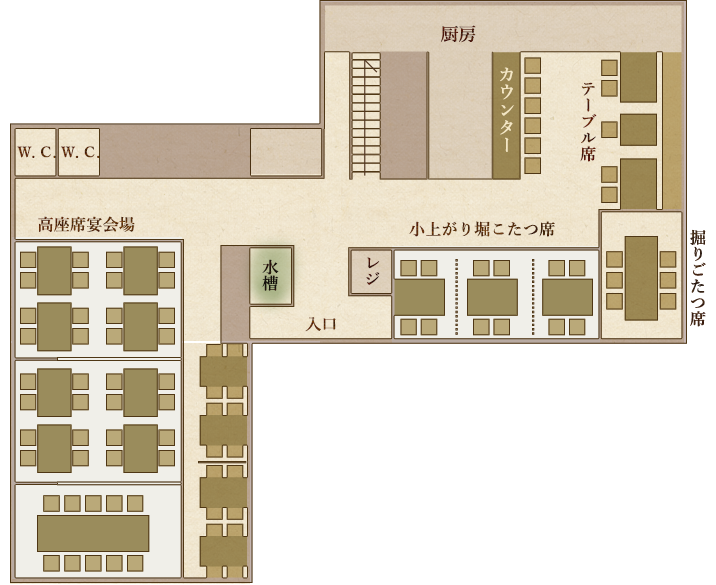 厨房
カウンター
テーブル席
W. C.
W. C.
高座席宴会場
小上がり堀こたつ席
掘りごたつ席
水槽
レジ
入口